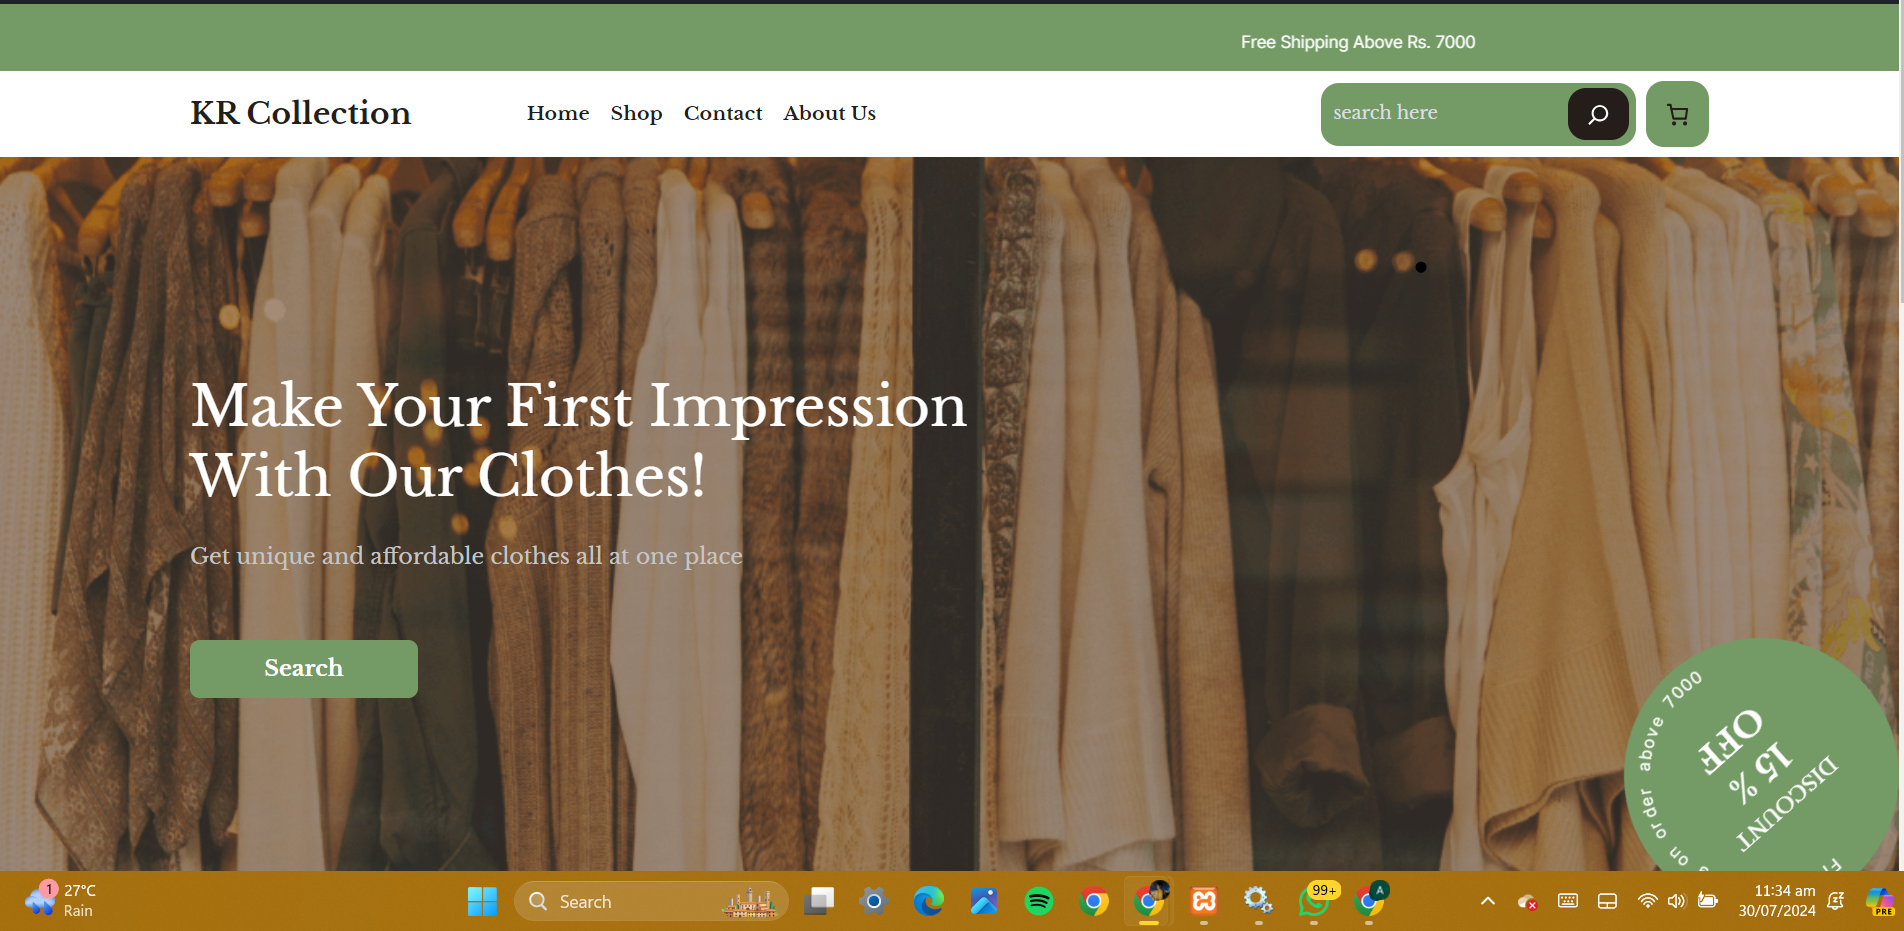 Free Shipping Above Rs. 7000
KR Collection
Home Shop Contact About Us
search here
Make Your First Impression
With Our Clothes!
Get unique and affordable clothes all at one place
Search
DISCOUNT
15 %
OFF
on order above 7000
1
27°C
Rain
Search
99+
A
11:34 am
30/07/2024
PRE